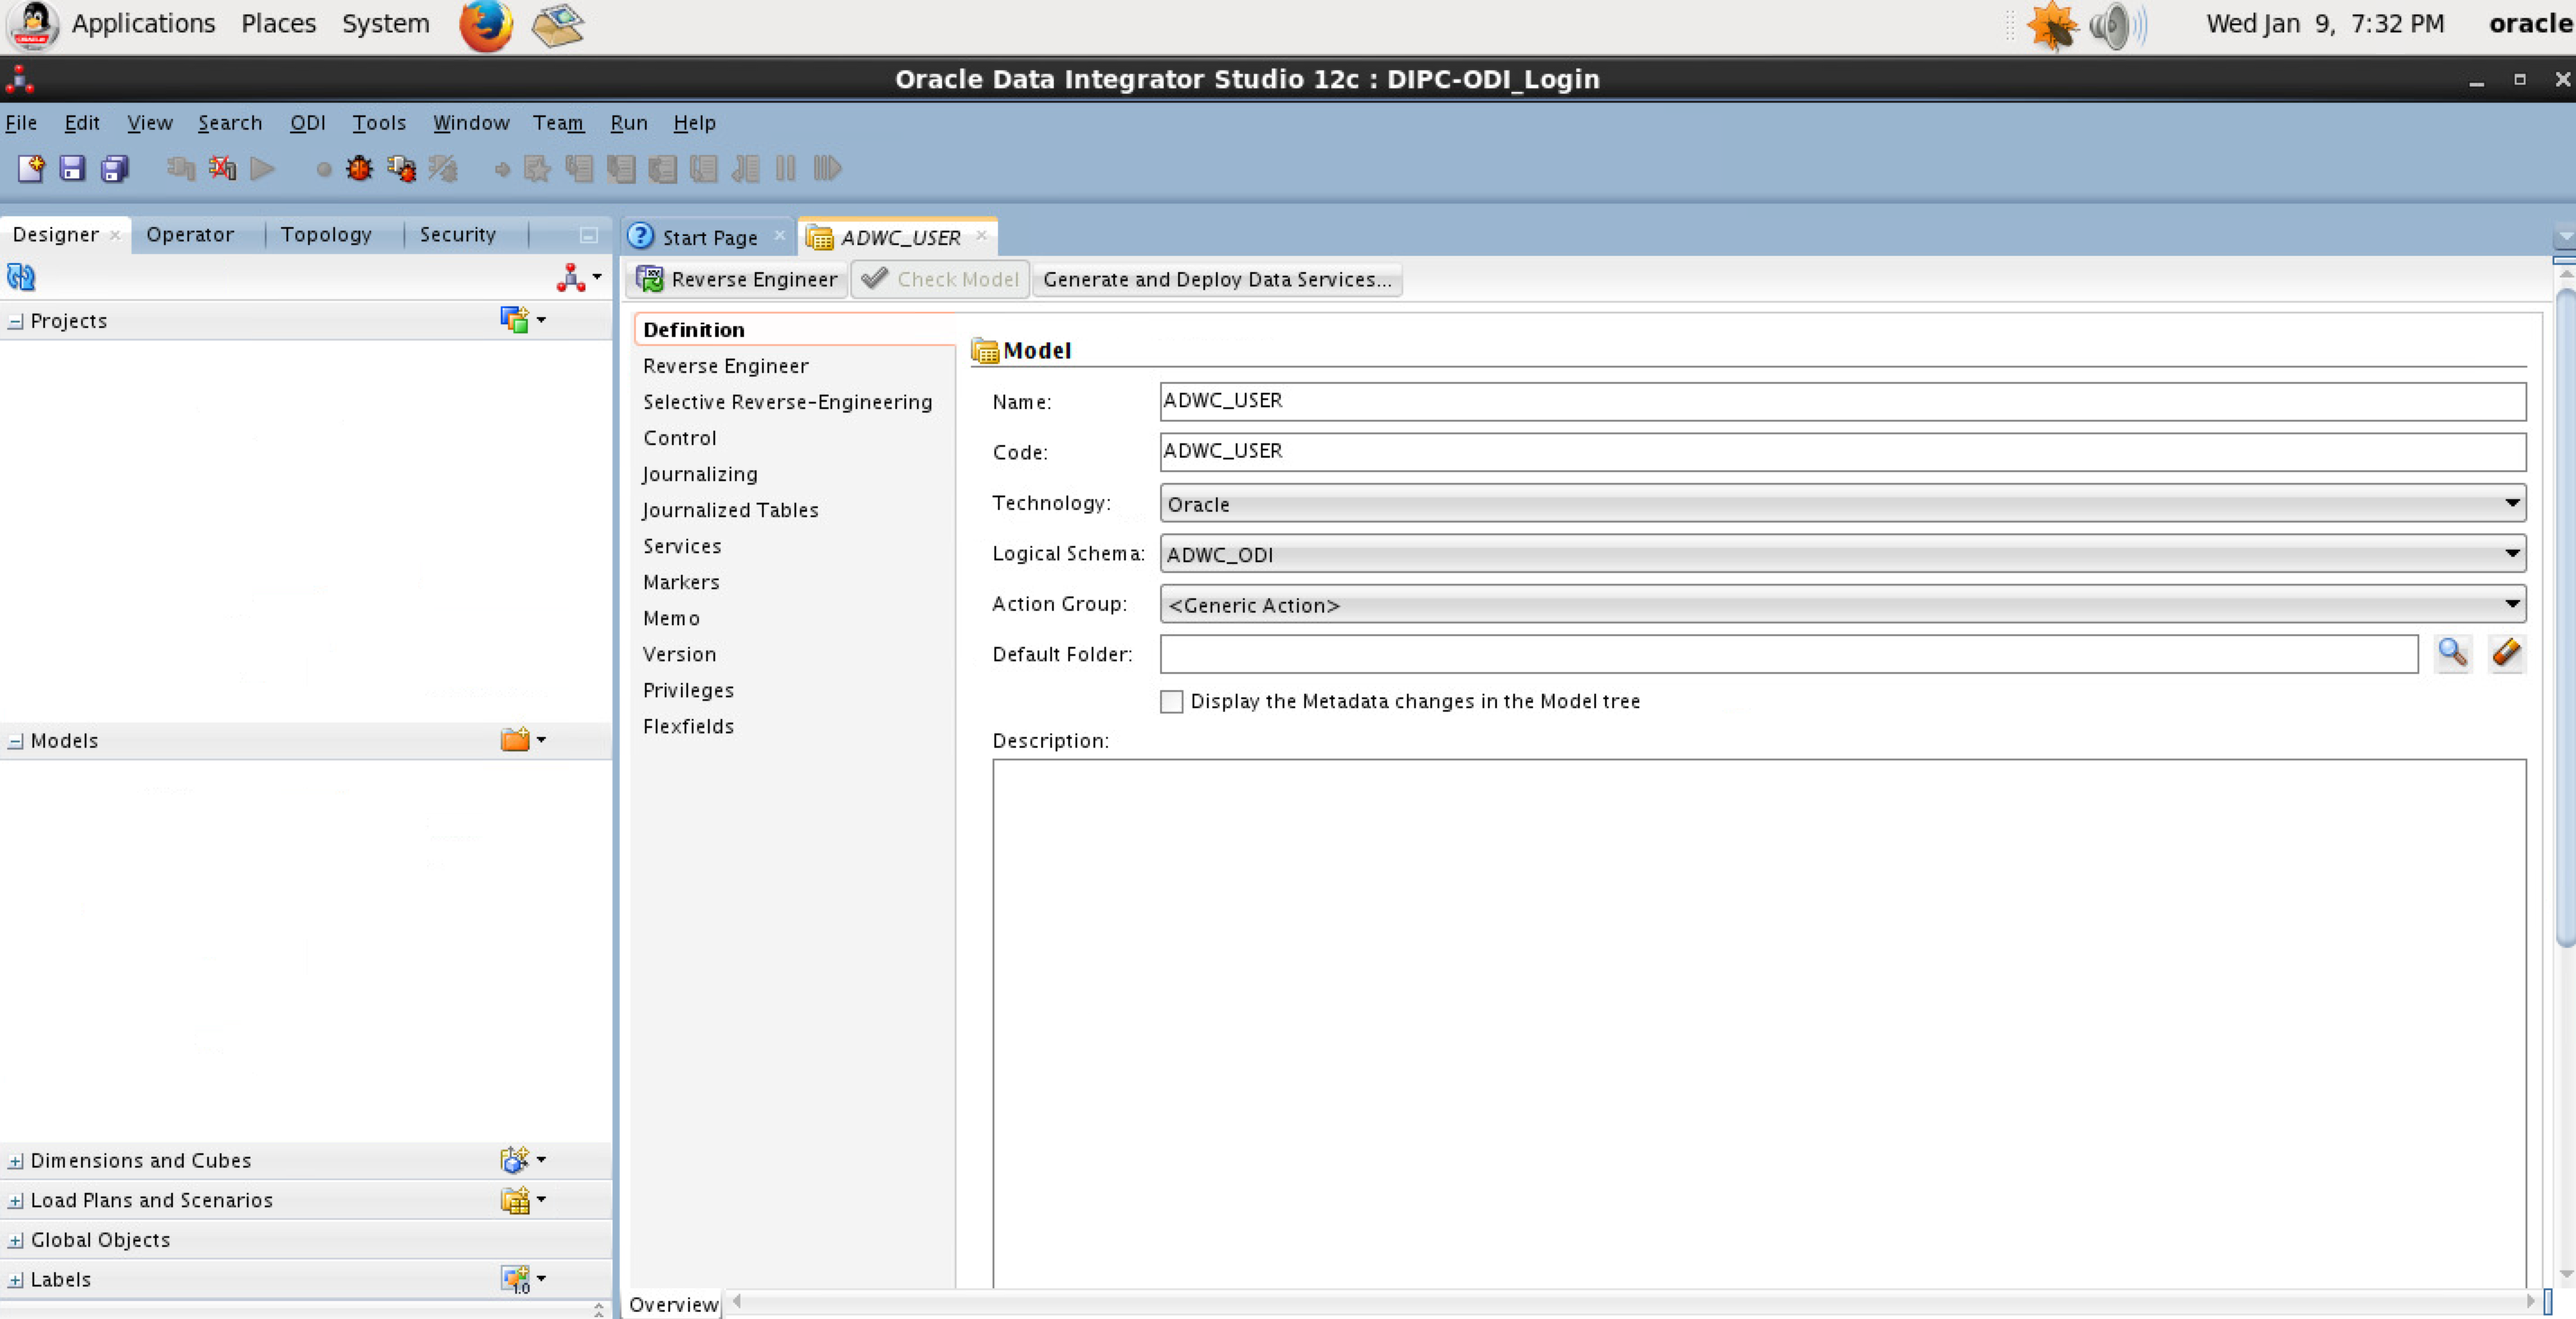 Applications Places System Wed Jan 9, 7:32 PM oracle
Oracle Data Integrator Studio 12c : DIPC-ODI_Login
File Edit View Search ODI Tools Window Team Run Help
Designer Operator Topology Security
Start Page ADWC_USER
Reverse Engineer Check Model Generate and Deploy Data Services...
Projects
Models
Dimensions and Cubes
Load Plans and Scenarios
Global Objects
Labels
1.0
Definition
Reverse Engineer
Selective Reverse-Engineering
Control
Journalizing
Journalized Tables
Services
Markers
Memo
Version
Privileges
Flexfields
Model
Name: ADWC_USER
Code: ADWC_USER
Technology: Oracle
Logical Schema: ADWC_ODI
Action Group: <Generic Action>
Default Folder:
Display the Metadata changes in the Model tree
Description:
Overview